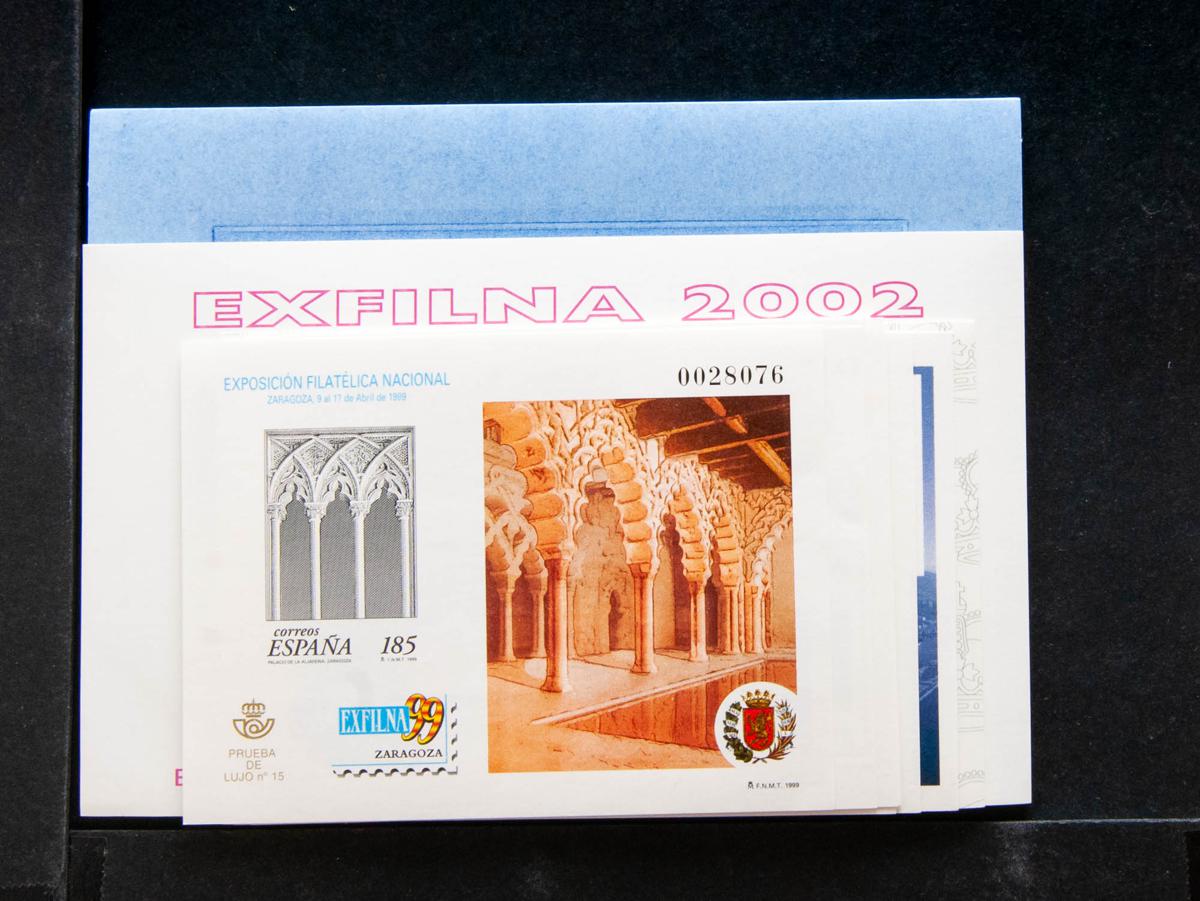 EXFILNA 2002
EXPOSICIÓN FILATÉLICA NACIONAL
ZARAGOZA, 9 al 17 de Abril de 1999
0028076
correos
ESPAÑA 185
PALACIO DE LA ALJAFERIA. ZARAGOZA
F.N.M.T. 1999
PRUEBA
DE
LUJO nº 15
EXFILNA 99
ZARAGOZA
F.N.M.T. 1999
E